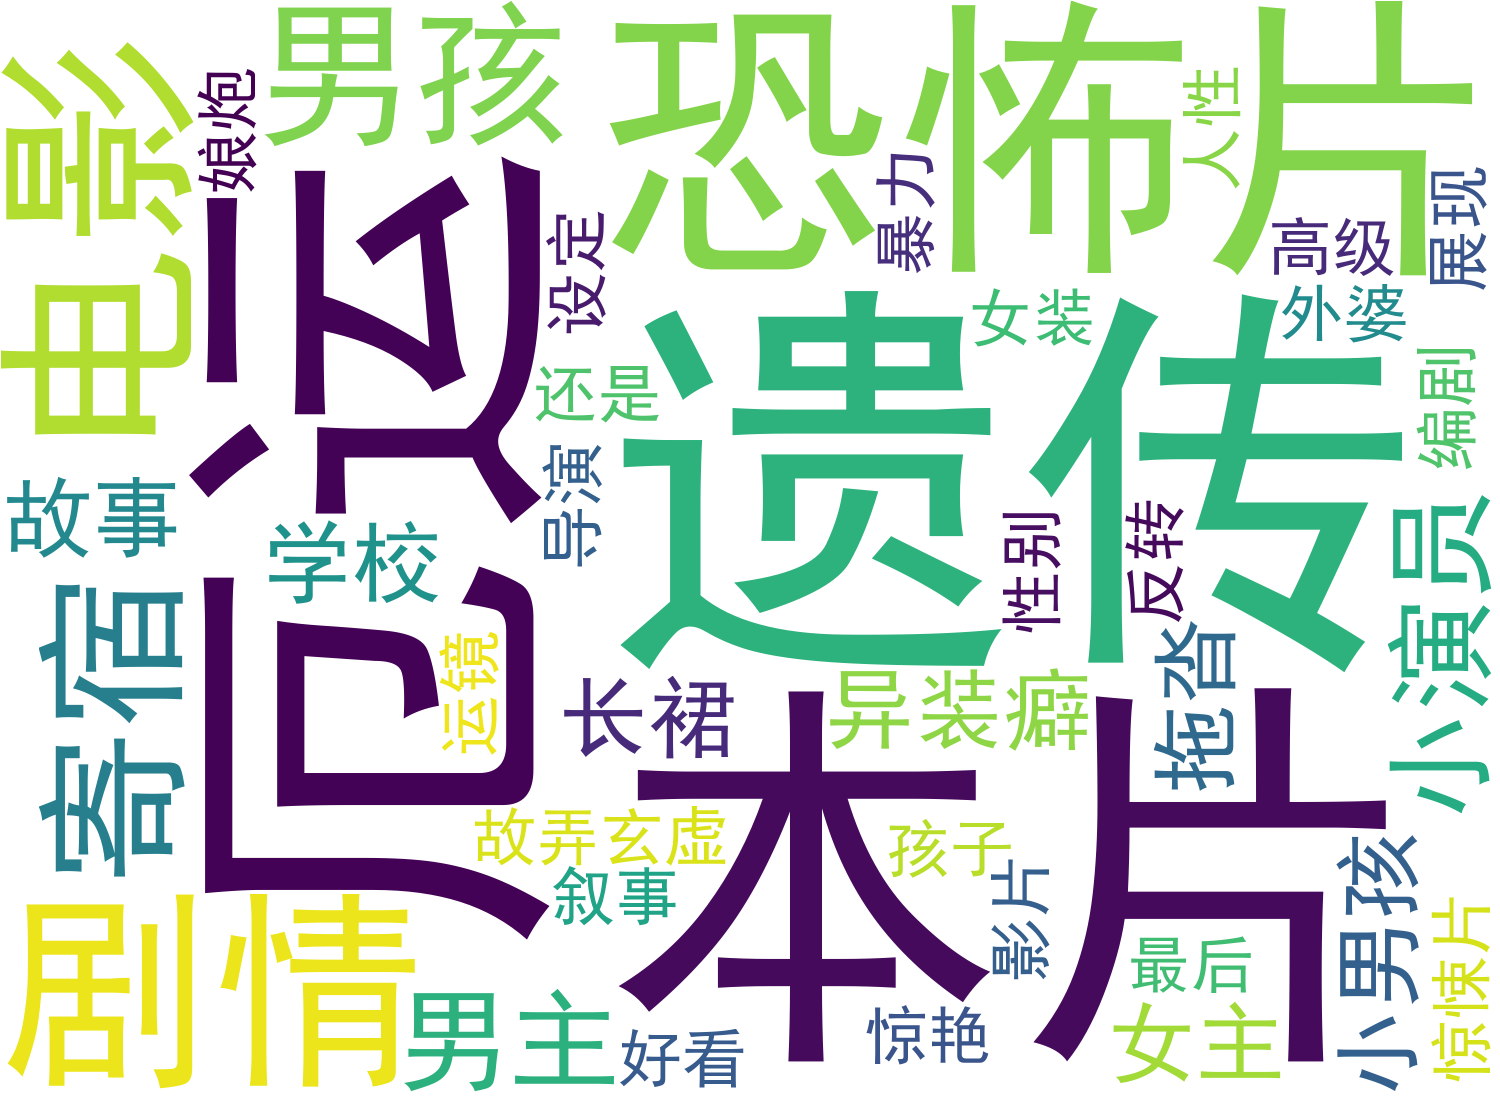 电影
娘炮
男孩
恐怖片
人性
展现
暴力
高级
设定
厄运
遗传
女装
外婆
还是
编剧
导演
故事
学校
性别
反转
小演员
寄宿
运镜
长裙
异装癖
拖沓
本片
故弄玄虚
孩子
叙事
影片
小男孩
剧情
男主
好看
惊艳
最后
女主
惊悚片